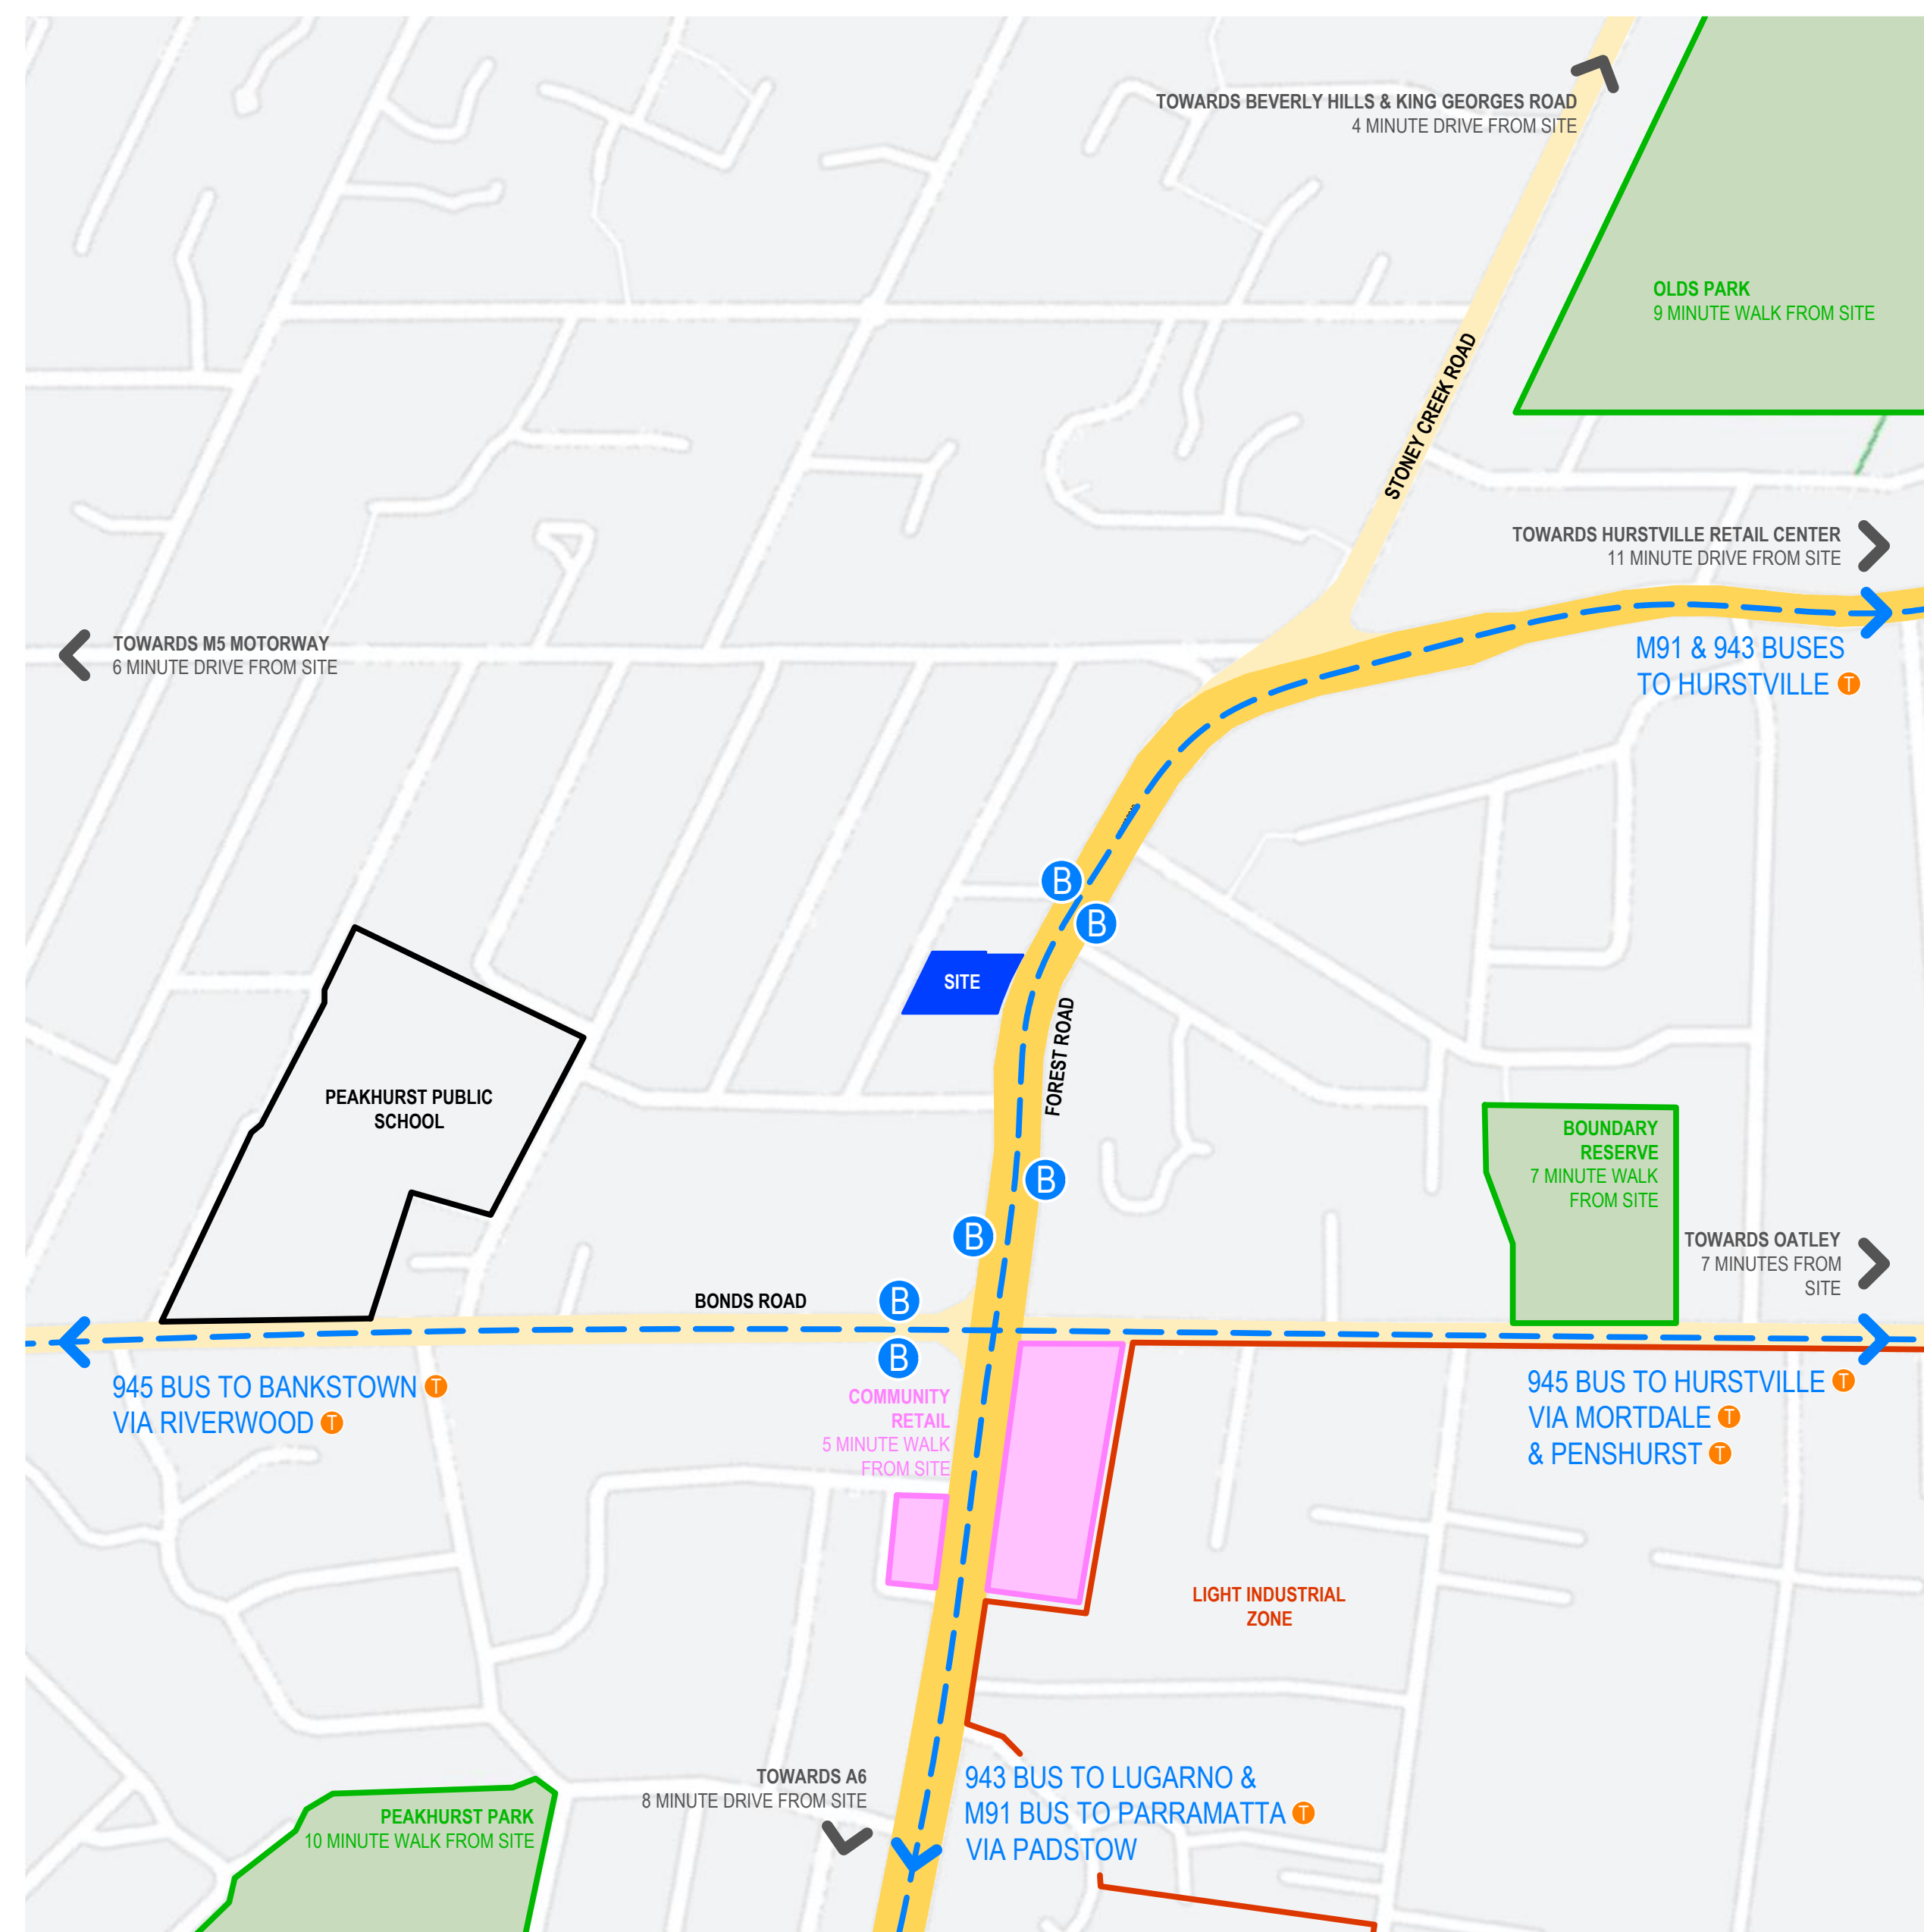 TOWARDS BEVERLY HILLS & KING GEORGES ROAD
4 MINUTE DRIVE FROM SITE
OLDS PARK
9 MINUTE WALK FROM SITE
STONEY CREEK ROAD
TOWARDS HURSTVILLE RETAIL CENTER
11 MINUTE DRIVE FROM SITE
TOWARDS M5 MOTORWAY
6 MINUTE DRIVE FROM SITE
M91 & 943 BUSES
TO HURSTVILLE T
B
B
SITE
FOREST ROAD
PEAKHURST PUBLIC
SCHOOL
BOUNDARY
RESERVE
7 MINUTE WALK
FROM SITE
B
B
TOWARDS OATLEY
7 MINUTES FROM
SITE
BONDS ROAD
B
B
945 BUS TO BANKSTOWN T
VIA RIVERWOOD T
COMMUNITY
RETAIL
5 MINUTE WALK
FROM SITE
945 BUS TO HURSTVILLE T
VIA MORTDALE T
& PENSHURST T
LIGHT INDUSTRIAL
ZONE
TOWARDS A6
8 MINUTE DRIVE FROM SITE
943 BUS TO LUGARNO &
M91 BUS TO PARRAMATTA T
VIA PADSTOW
PEAKHURST PARK
10 MINUTE WALK FROM SITE